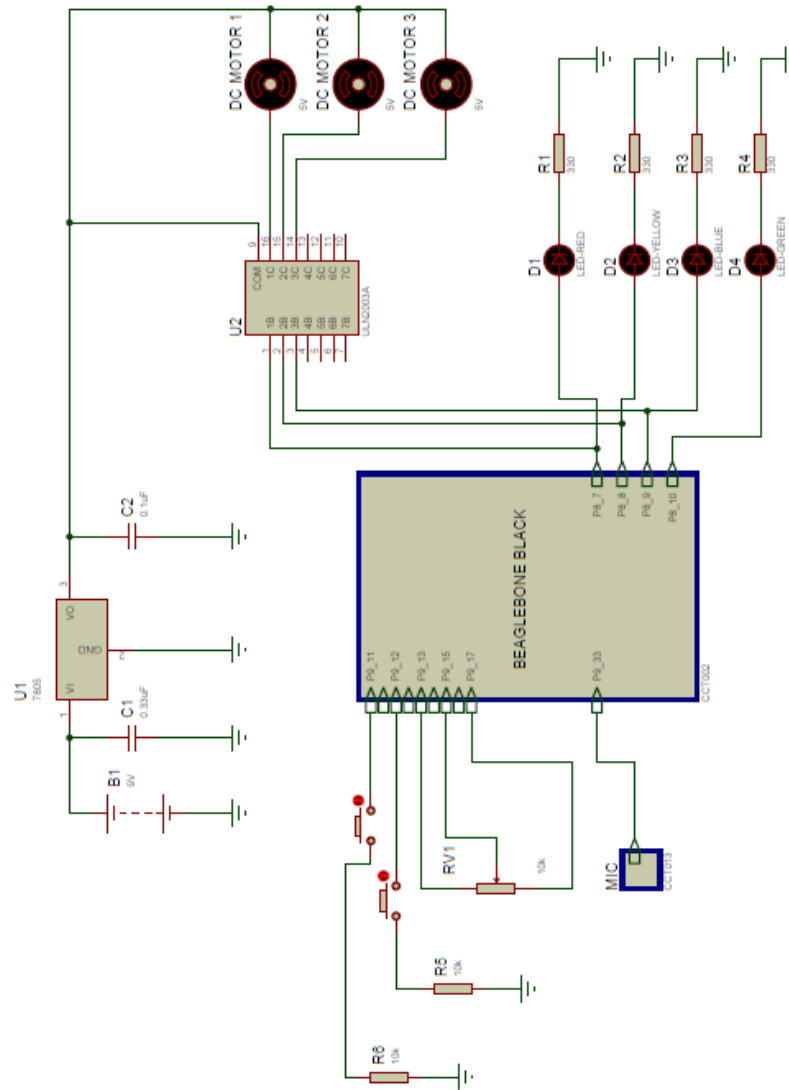 DC MOTOR 1
5V
DC MOTOR 2
5V
DC MOTOR 3
5V
R1
330
R2
330
R3
330
R4
330
D1
LED-RED
D2
LED-YELLOW
D3
LED-BLUE
D4
LED-GREEN
U2
ULN2003A
COM
9
1B
1
1C
16
2B
2
2C
15
3B
3
3C
14
4B
4
4C
13
5B
5
5C
12
6B
6
6C
11
7B
7
7C
10
C2
0.1uF
U1
7805
VI
1
VO
3
GND
2
C1
0.33uF
B1
9V
BEAGLEBONE BLACK
CCT002
P8_7
P8_8
P8_9
P8_10
P9_11
P9_12
P9_13
P9_15
P9_17
P9_33
RV1
10k
MIC
CCT013
R5
10k
R6
10k